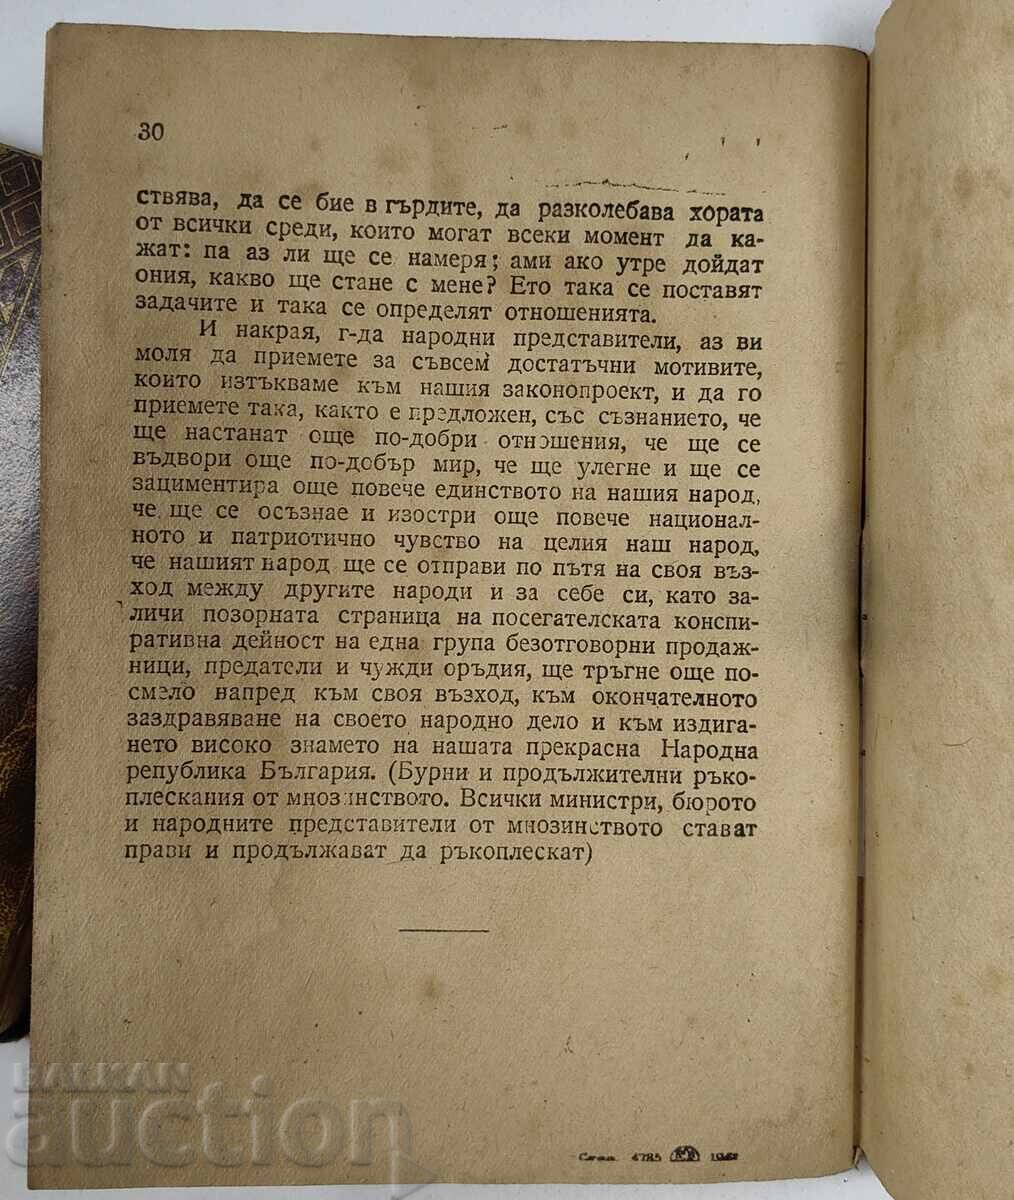 30
ствява, да се бие в гърдите, да разколебава хората
от всички среди, които могат всеки момент да ка-
жат: па аз ли ще се намеря; ами ако утре дойдат
ония, какво ще стане с мене? Ето така се поставят
задачите и така се определят отношенията.
И накрая, г-да народни представители, аз ви
моля да приемете за съвсем достатъчни мотивите,
които изтъкваме към нашия законопроект, и да го
приемете така, както е предложен, със съзнанието, че
ще настанат още по-добри отношения, че ще се
въдвори още по-добър мир, че ще улегне и ще се
зациментира още повече единството на нашия народ,
че ще се осъзнае и изостри още повече национал-
ното и патриотично чувство на целия наш народ,
че нашият народ ще се отправи по пътя на своя въз-
ход между другите народи и за себе си, като за-
личи позорната страница на посегателската конспи-
ративна дейност на една група безотговорни продаж-
ници, предатели и чужди оръдия, ще тръгне още по-
смело напред към своя възход, към окончателното
заздравяване на своето народно дело и към издига-
нето високо знамето на нашата прекрасна Народна
република България. (Бурни и продължителни ръко-
плескания от мнозинството. Всички министри, бюрото
и народните представители от мнозинството стават
прави и продължават да ръкоплескат)
4785
BALKAN
auction